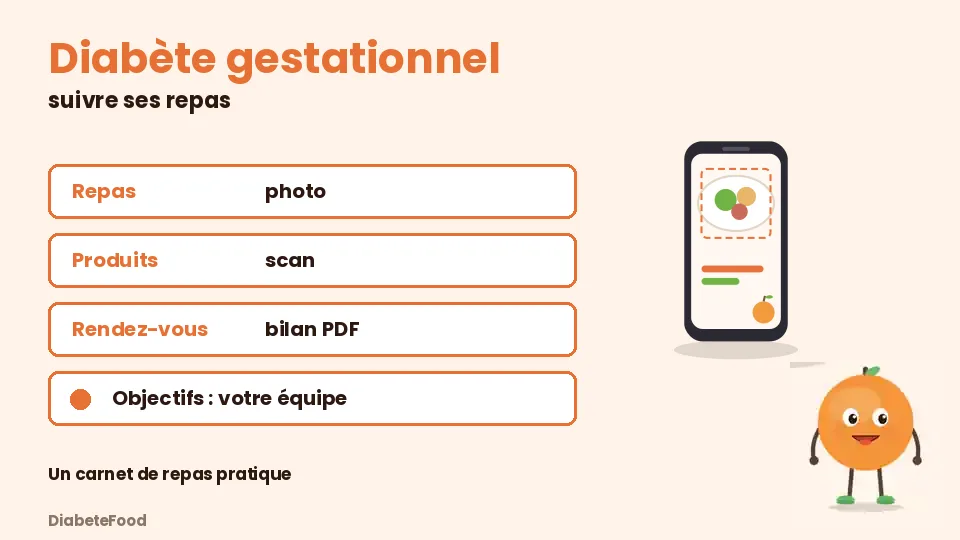 Diabète gestationnel
suivre ses repas
Repas photo
Produits scan
Rendez-vous bilan PDF
Objectifs : votre équipe
Un carnet de repas pratique
DiabeteFood